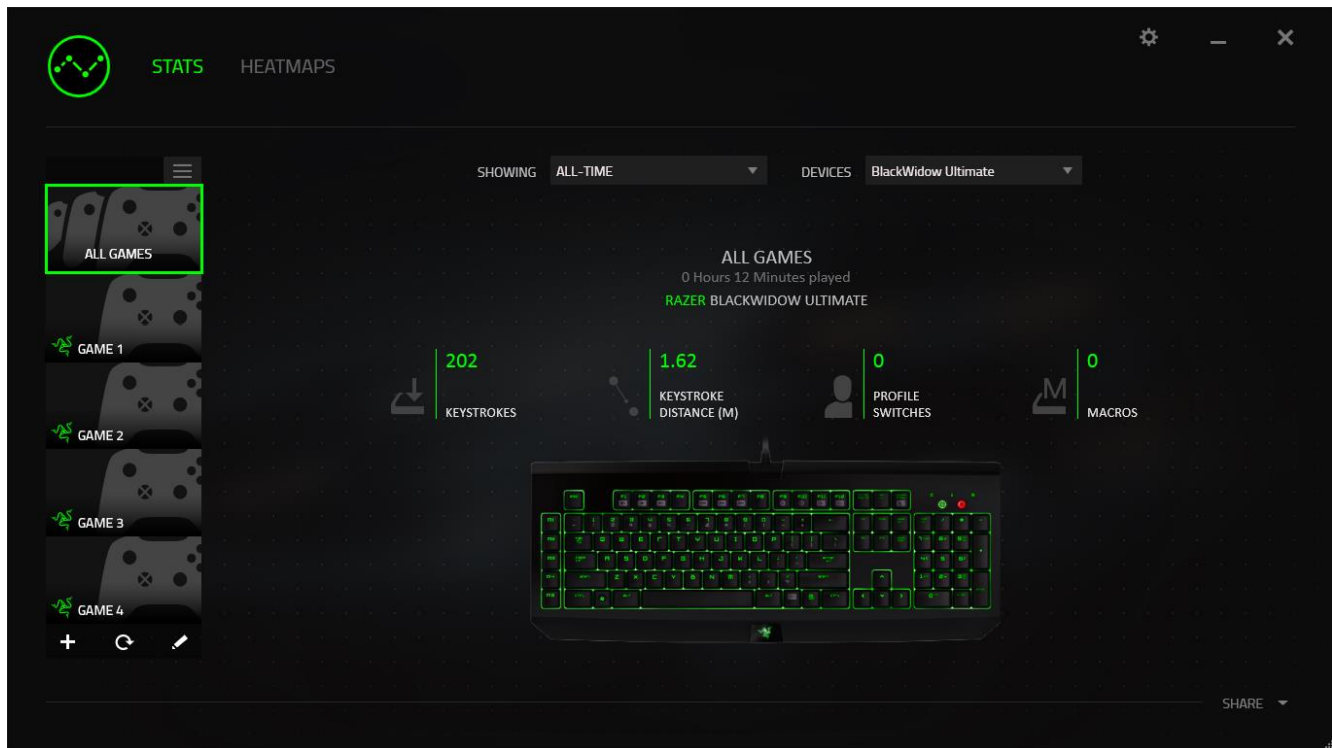 STATS HEATMAPS
SHOWING ALL-TIME DEVICES BlackWidow Ultimate
ALL GAMES
GAME 1
GAME 2
GAME 3
GAME 4
ALL GAMES
0 Hours 12 Minutes played
RAZER BLACKWIDOW ULTIMATE
202
KEYSTROKES
1.62
KEYSTROKE
DISTANCE (M)
0
PROFILE
SWITCHES
M
0
MACROS
SHARE